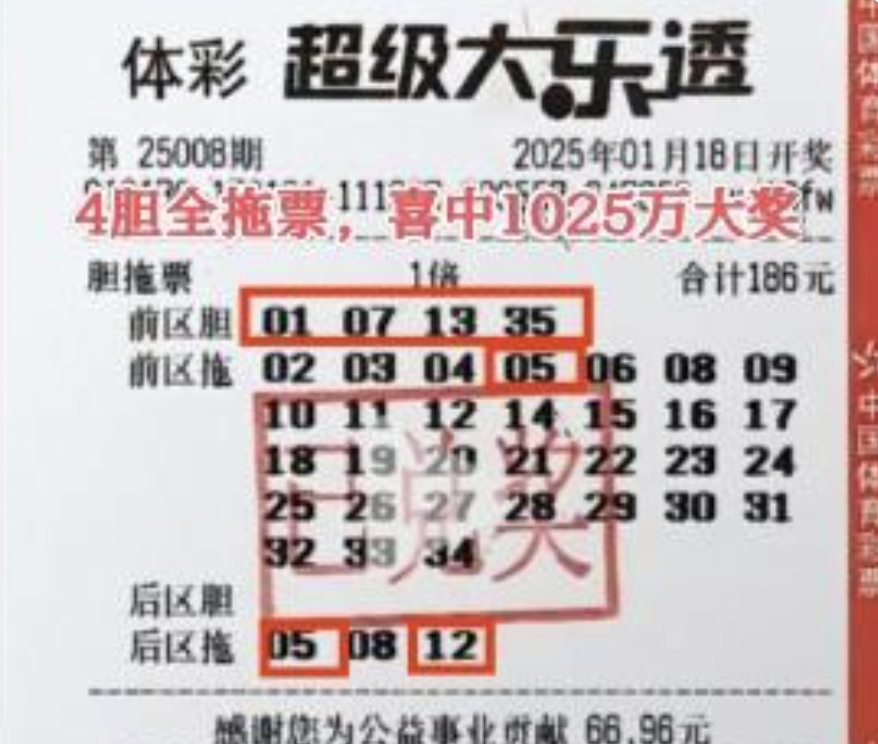 体彩 超级大乐透
第 25008期 2025年01月18日开奖
4胆全拖票，喜中1025万大奖
胆拖票 1倍 合计186元
前区胆 01 07 13 35
前区拖 02 03 04 05 06 08 09
10 11 12 14 15 16 17
18 19 20 21 22 23 24
25 26 27 28 29 30 31
32 33 34
已兑奖
后区胆
后区拖 05 08 12
感谢您为公益事业贡献 66.96元
中国体育彩票
中国体育彩票